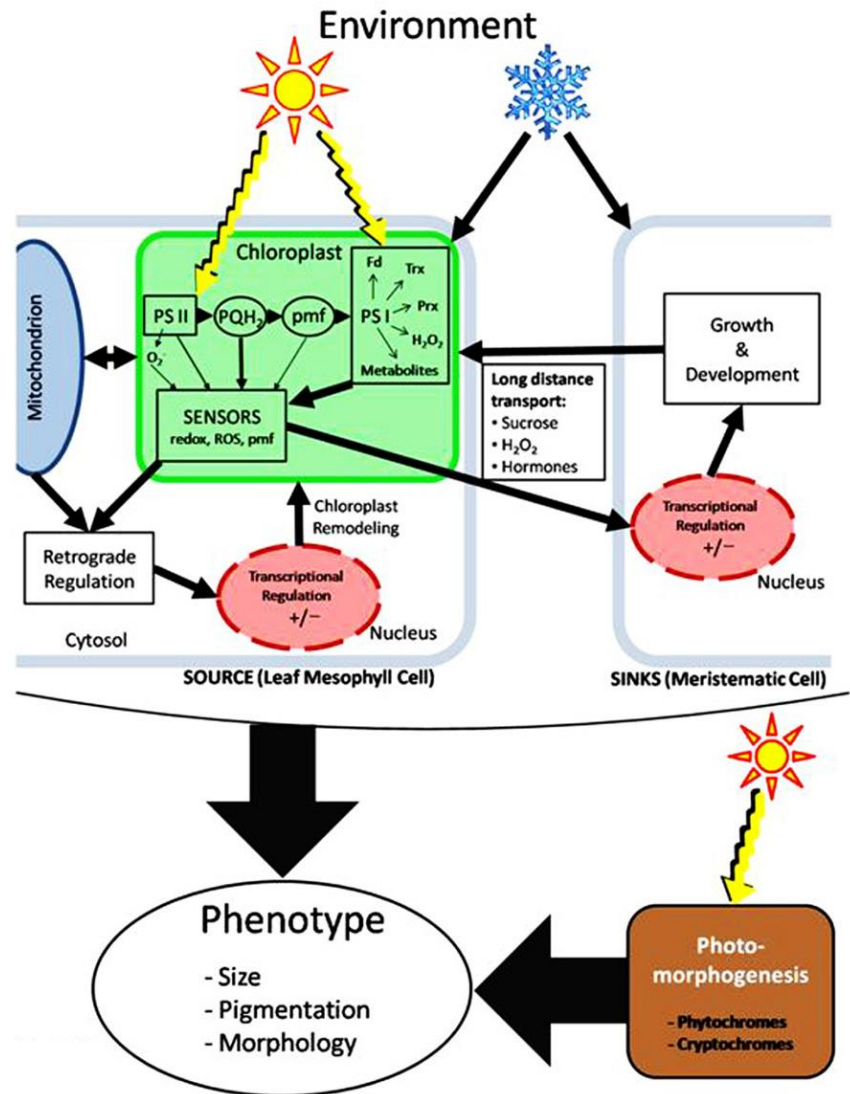 Environment
Chloroplast
Mitochondrion
PS II
PQH₂
pmf
Fd
Trx
PS I
Prx
H₂O₂
Metabolites
O₂⁻
SENSORS
redox, ROS, pmf
Growth
&
Development
Long distance
transport:
• Sucrose
• H₂O₂
• Hormones
Chloroplast
Remodeling
Retrograde
Regulation
Transcriptional
Regulation
+/−
Nucleus
Cytosol
Transcriptional
Regulation
+/−
Nucleus
SOURCE (Leaf Mesophyll Cell)
SINKS (Meristematic Cell)
Phenotype
- Size
- Pigmentation
- Morphology
Photo-
morphogenesis
- Phytochromes
- Cryptochromes